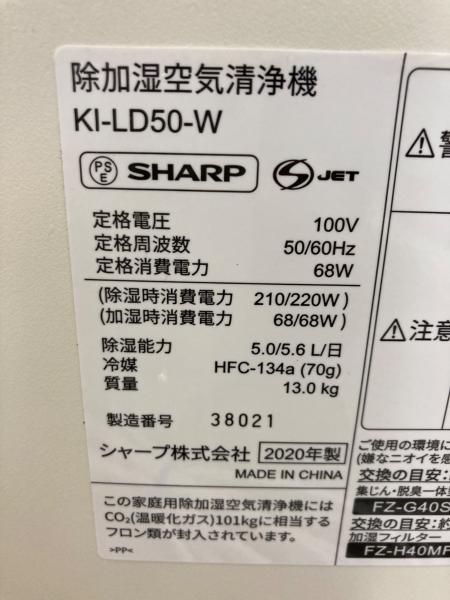 除加湿空気清浄機
KI-LD50-W
PS E SHARP S JET
定格電圧 100V
定格周波数 50/60Hz
定格消費電力 68W
(除湿時消費電力 210/220W)
(加湿時消費電力 68/68W)
除湿能力 5.0/5.6 L/日
冷媒 HFC-134a (70g)
質量 13.0 kg
製造番号 38021
シャープ株式会社 2020年製
MADE IN CHINA
この家庭用除加湿空気清浄機には
CO₂(温暖化ガス)101kgに相当する
フロン類が封入されています。
>PP<
警
注意
ご使用の環境に
(嫌なニオイを感
交換の目安:
集じん・脱臭一体型
FZ-G40S
交換の目安:約
加湿フィルター
FZ-H40MF